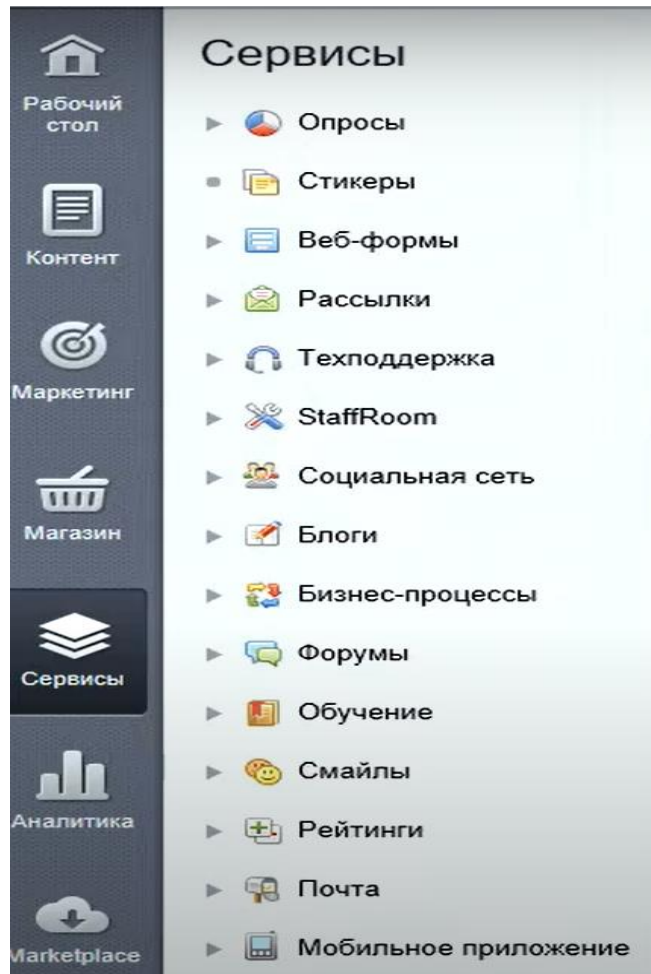 Рабочий
стол
Контент
Маркетинг
Магазин
Сервисы
Аналитика
Marketplace
Сервисы
Опросы
Стикеры
Веб-формы
Рассылки
Техподдержка
StaffRoom
Социальная сеть
Блоги
Бизнес-процессы
Форумы
Обучение
Смайлы
Рейтинги
Почта
Мобильное приложение